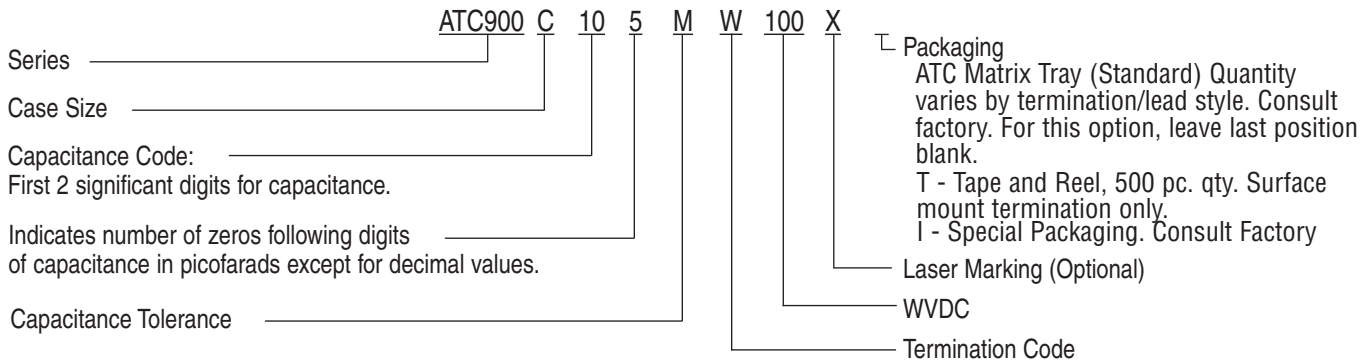 ATC900 C 10 5 M W 100 X
Series
Case Size
Capacitance Code:
First 2 significant digits for capacitance.
Indicates number of zeros following digits
of capacitance in picofarads except for decimal values.
Capacitance Tolerance
Packaging
ATC Matrix Tray (Standard) Quantity
varies by termination/lead style. Consult
factory. For this option, leave last position
blank.
T - Tape and Reel, 500 pc. qty. Surface
mount termination only.
I - Special Packaging. Consult Factory
Laser Marking (Optional)
WVDC
Termination Code